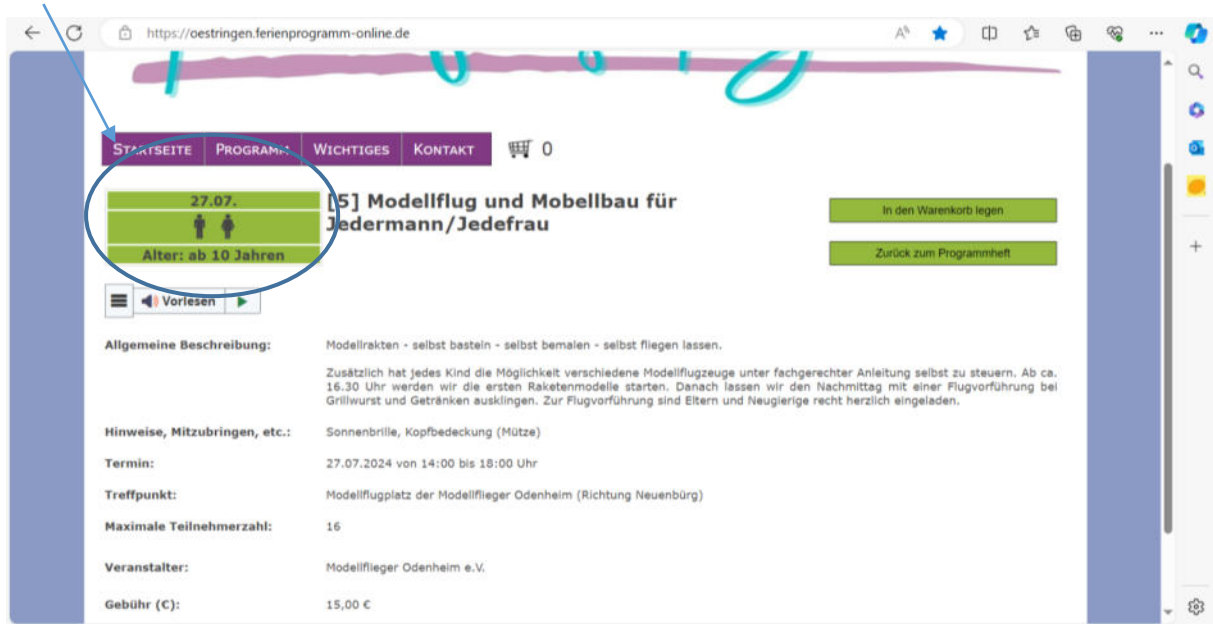 https://oestringen.ferienprogramm-online.de
STARTSEITE PROGRAMM WICHTIGES KONTAKT 0
27.07.
Alter: ab 10 Jahren
[5] Modellflug und Mobellbau für
Jedermann/Jedefrau
In den Warenkorb legen
Zurück zum Programmheft
Vorlesen
Allgemeine Beschreibung: Modellrakten - selbst basteln - selbst bemalen - selbst fliegen lassen.
Zusätzlich hat jedes Kind die Möglichkeit verschiedene Modellflugzeuge unter fachgerechter Anleitung selbst zu steuern. Ab ca.
16.30 Uhr werden wir die ersten Raketenmodelle starten. Danach lassen wir den Nachmittag mit einer Flugvorführung bei
Grillwurst und Getränken ausklingen. Zur Flugvorführung sind Eltern und Neugierige recht herzlich eingeladen.
Hinweise, Mitzubringen, etc.: Sonnenbrille, Kopfbedeckung (Mütze)
Termin: 27.07.2024 von 14:00 bis 18:00 Uhr
Treffpunkt: Modellflugplatz der Modellflieger Odenheim (Richtung Neuenbürg)
Maximale Teilnehmerzahl: 16
Veranstalter: Modellflieger Odenheim e.V.
Gebühr (€): 15,00 €